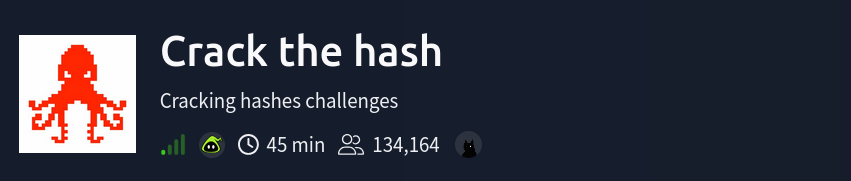 Crack the hash
Cracking hashes challenges
45 min 134,164